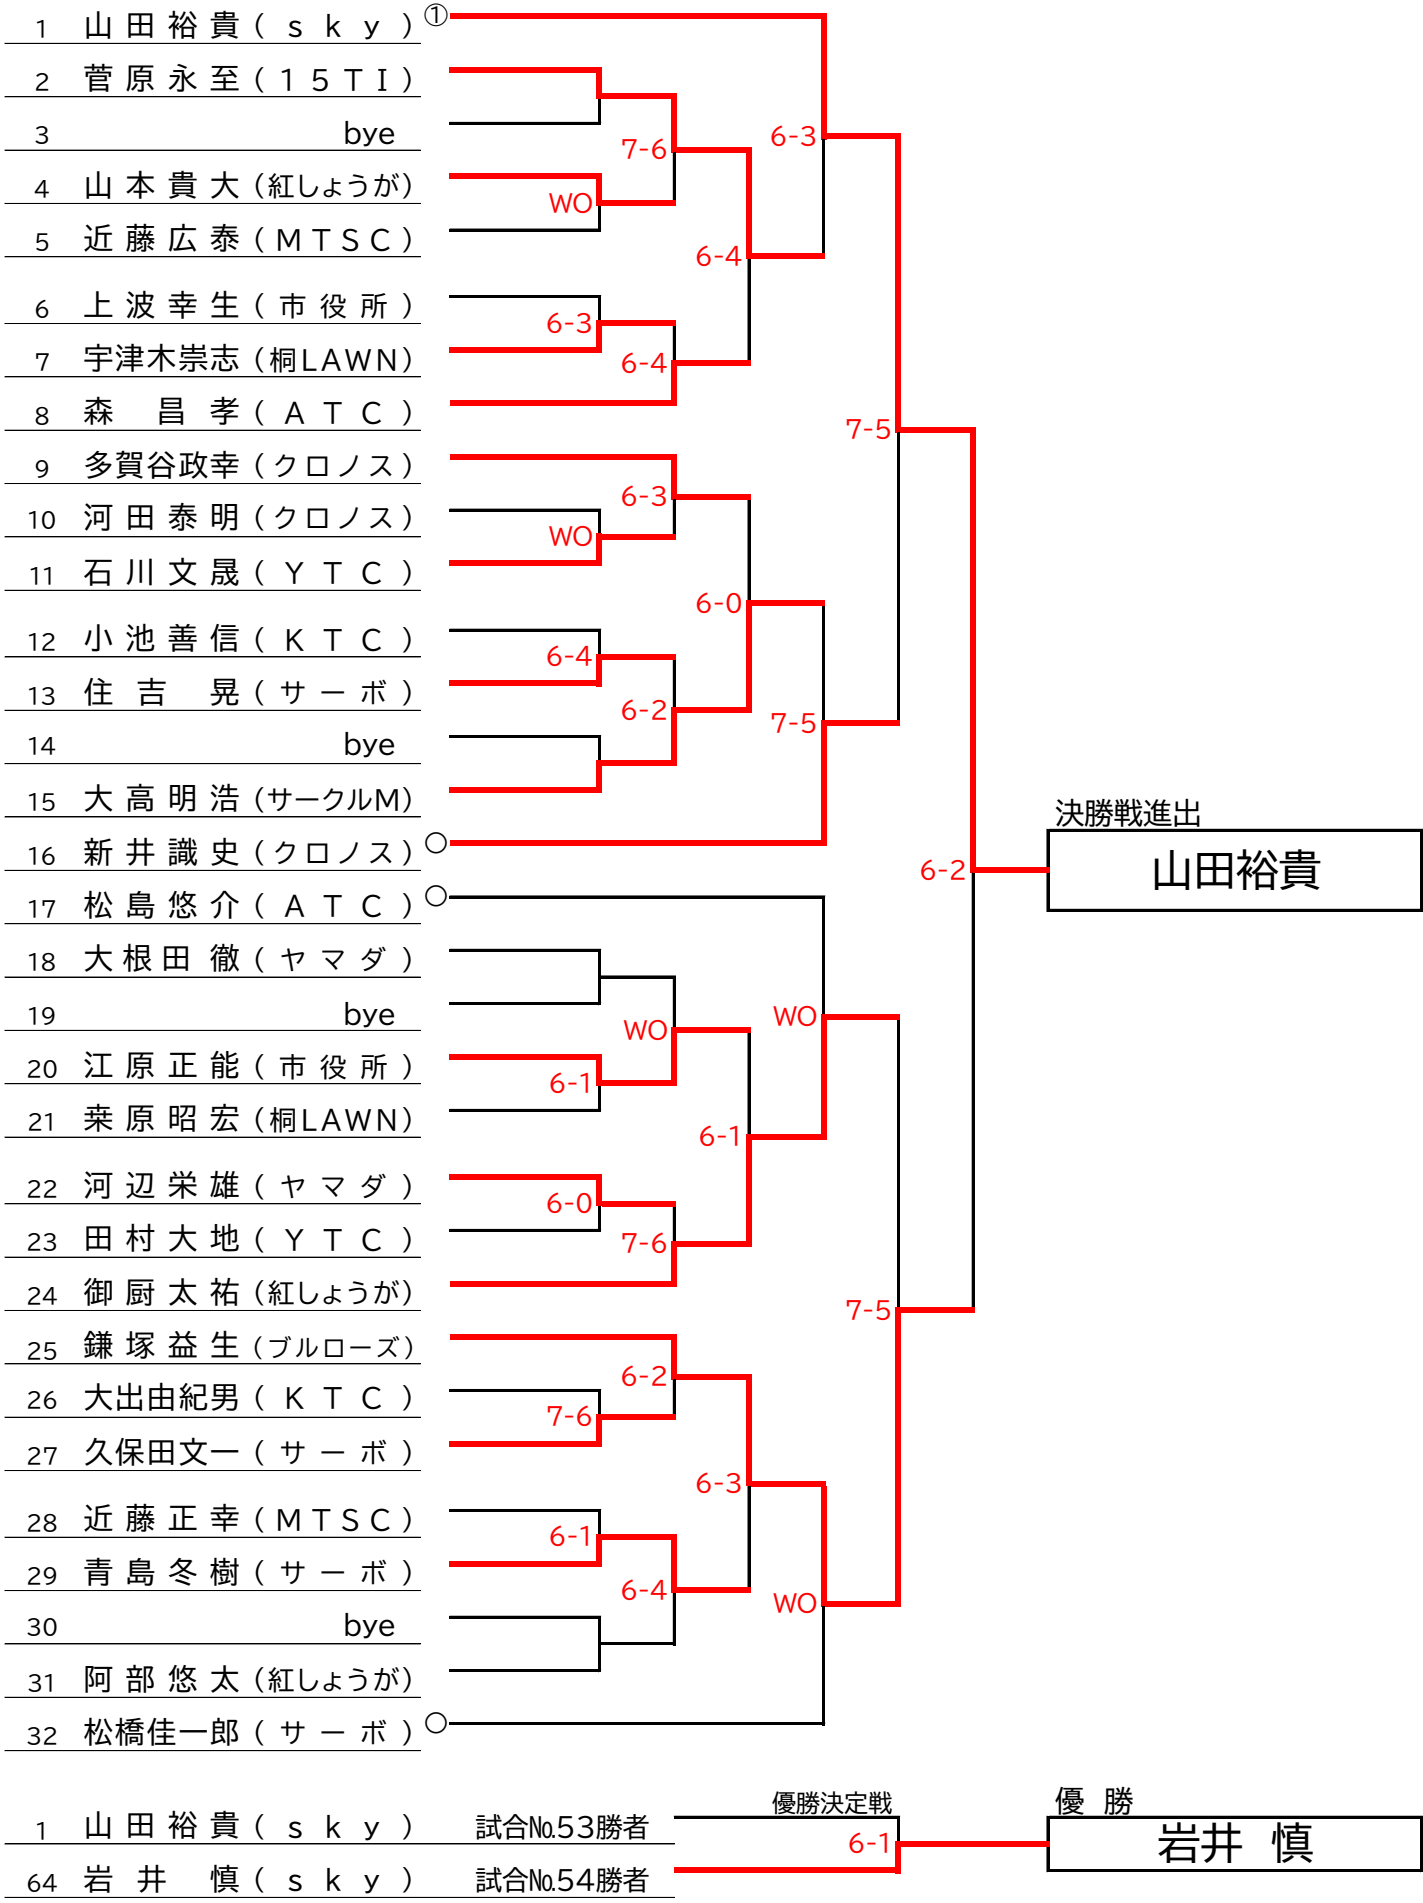 1 山田裕貴(sky) ①
2 菅原永至(15TI)
3 bye
7-6
6-3
4 山本貴大(紅しょうが)
WO
5 近藤広泰(MTSC)
6-4
6 上波幸生(市役所)
6-3
7 宇津木崇志(桐LAWN)
6-4
8 森 昌孝(ATC)
7-5
9 多賀谷政幸(クロノス)
6-3
10 河田泰明(クロノス)
WO
11 石川文晟(YTC)
6-0
12 小池善信(KTC)
6-4
13 住吉 晃(サーボ)
6-2
7-5
14 bye
15 大高明浩(サークルM)
決勝戦進出
16 新井識史(クロノス) ○
6-2
山田裕貴
17 松島悠介(ATC) ○
18 大根田徹(ヤマダ)
19 bye
WO
WO
20 江原正能(市役所)
6-1
21 桒原昭宏(桐LAWN)
6-1
22 河辺栄雄(ヤマダ)
6-0
23 田村大地(YTC)
7-6
24 御厨太祐(紅しょうが)
7-5
25 鎌塚益生(ブルローズ)
6-2
26 大出由紀男(KTC)
7-6
27 久保田文一(サーボ)
6-3
28 近藤正幸(MTSC)
6-1
29 青島冬樹(サーボ)
6-4
WO
30 bye
31 阿部悠太(紅しょうが)
32 松橋佳一郎(サーボ) ○
優勝決定戦
優 勝
1 山田裕貴(sky) 試合№53勝者
6-1
岩井 慎
64 岩井 慎(sky) 試合№54勝者